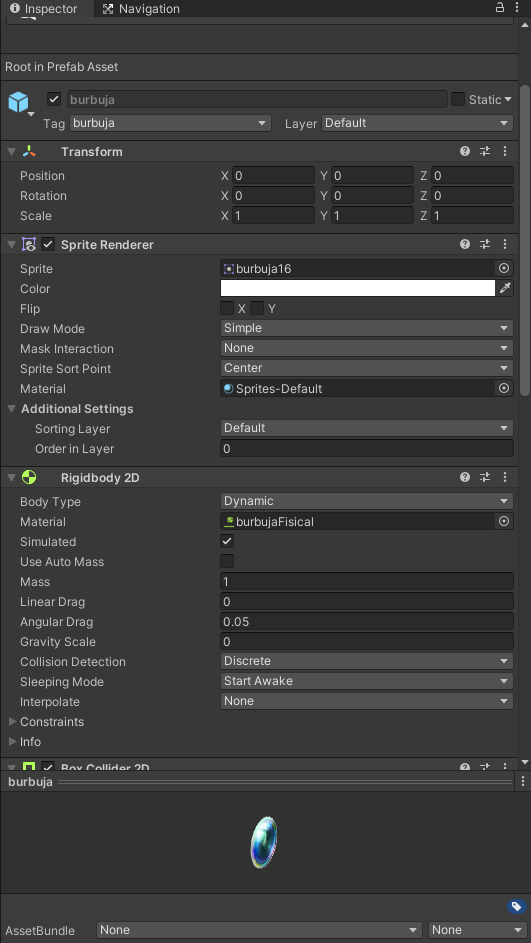 Inspector Navigation
Root in Prefab Asset
burbuja Static
Tag burbuja Layer Default
Transform
Position X 0 Y 0 Z 0
Rotation X 0 Y 0 Z 0
Scale X 1 Y 1 Z 1
Sprite Renderer
Sprite burbuja16
Color
Flip X Y
Draw Mode Simple
Mask Interaction None
Sprite Sort Point Center
Material Sprites-Default
Additional Settings
Sorting Layer Default
Order in Layer 0
Rigidbody 2D
Body Type Dynamic
Material burbujaFisical
Simulated
Use Auto Mass
Mass 1
Linear Drag 0
Angular Drag 0.05
Gravity Scale 0
Collision Detection Discrete
Sleeping Mode Start Awake
Interpolate None
Constraints
Info
Box Collider 2D
burbuja
AssetBundle None None